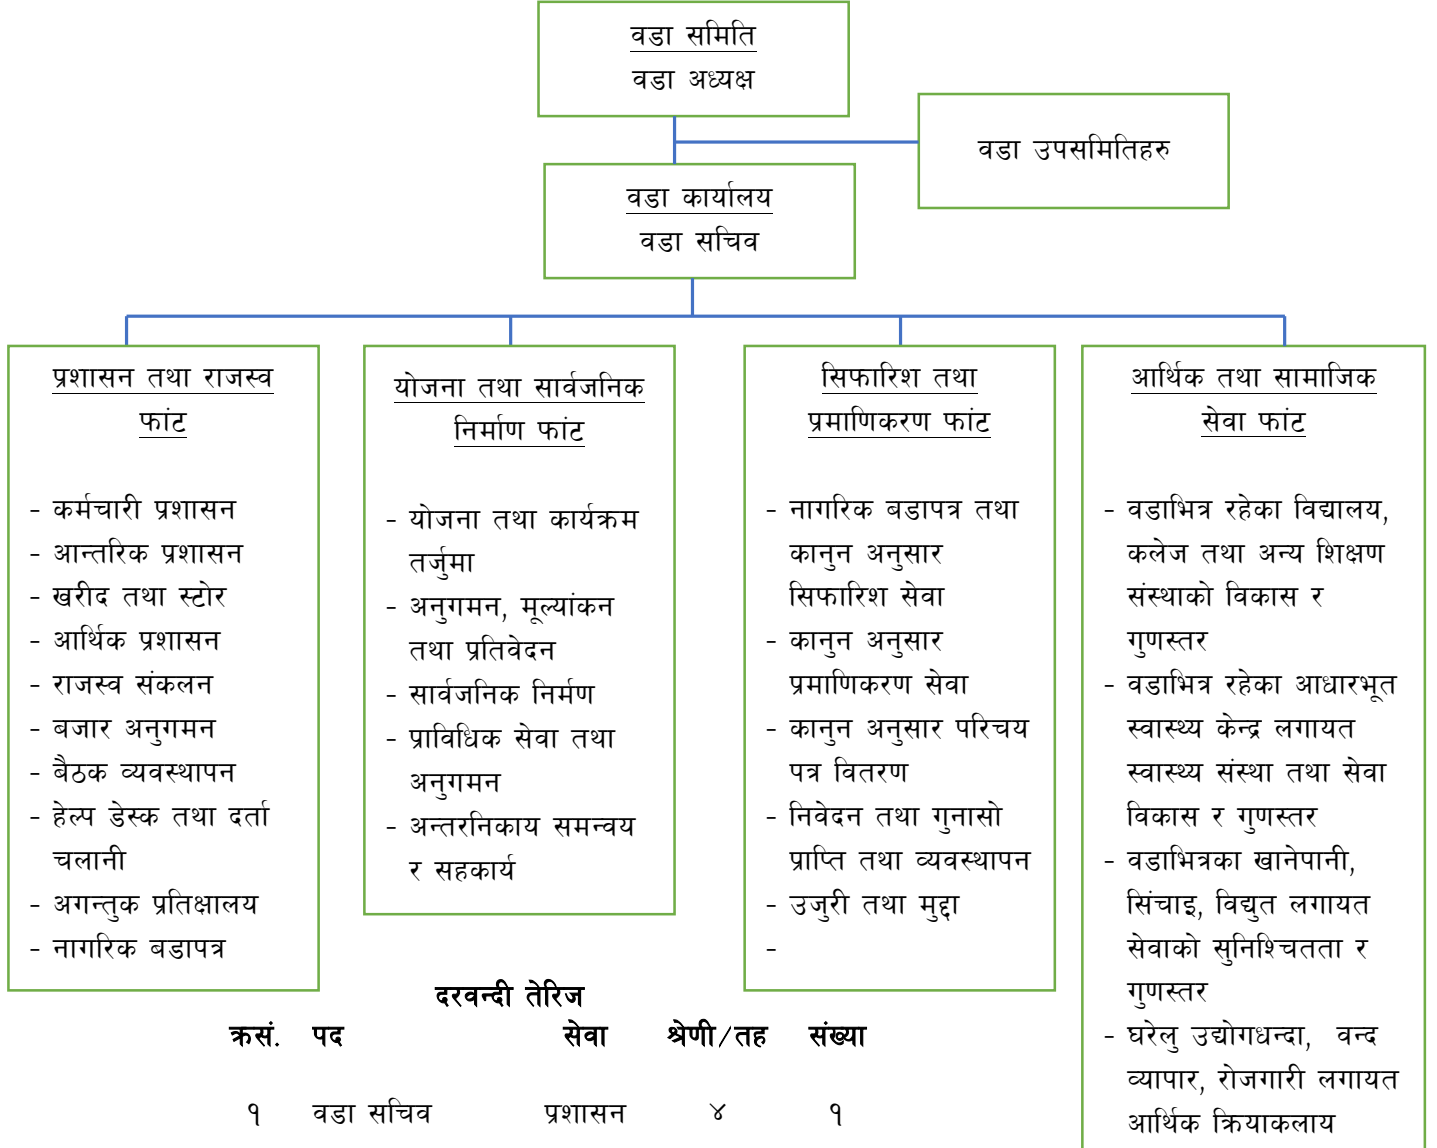 वडा समिति
वडा अध्यक्ष
वडा उपसमितिहरु
वडा कार्यालय
वडा सचिव
प्रशासन तथा राजस्व
फांट
- कर्मचारी प्रशासन
- आन्तरिक प्रशासन
- खरीद तथा स्टोर
- आर्थिक प्रशासन
- राजस्व संकलन
- बजार अनुगमन
- बैठक व्यवस्थापन
- हेल्प डेस्क तथा दर्ता
चलानी
- अगन्तुक प्रतिक्षालय
- नागरिक बडापत्र
योजना तथा सार्वजनिक
निर्माण फांट
- योजना तथा कार्यक्रम
तर्जुमा
- अनुगमन, मूल्यांकन
तथा प्रतिवेदन
- सार्वजनिक निर्मण
- प्राविधिक सेवा तथा
अनुगमन
- अन्तरनिकाय समन्वय
र सहकार्य
सिफारिश तथा
प्रमाणिकरण फांट
- नागरिक बडापत्र तथा
कानुन अनुसार
सिफारिश सेवा
- कानुन अनुसार
प्रमाणिकरण सेवा
- कानुन अनुसार परिचय
पत्र वितरण
- निवेदन तथा गुनासो
प्राप्ति तथा व्यवस्थापन
- उजुरी तथा मुद्दा
-
आर्थिक तथा सामाजिक
सेवा फांट
- वडाभित्र रहेका विद्यालय,
कलेज तथा अन्य शिक्षण
संस्थाको विकास र
गुणस्तर
- वडाभित्र रहेका आधारभूत
स्वास्थ्य केन्द्र लगायत
स्वास्थ्य संस्था तथा सेवा
विकास र गुणस्तर
- वडाभित्रका खानेपानी,
सिंचाइ, विद्युत लगायत
सेवाको सुनिश्चितता र
गुणस्तर
- घरेलु उद्योगधन्दा, वन्द
व्यापार, रोजगारी लगायत
आर्थिक क्रियाकलाय
दरवन्दी तेरिज
क्रसं. पद सेवा श्रेणी/तह संख्या
१ वडा सचिव प्रशासन ४ १